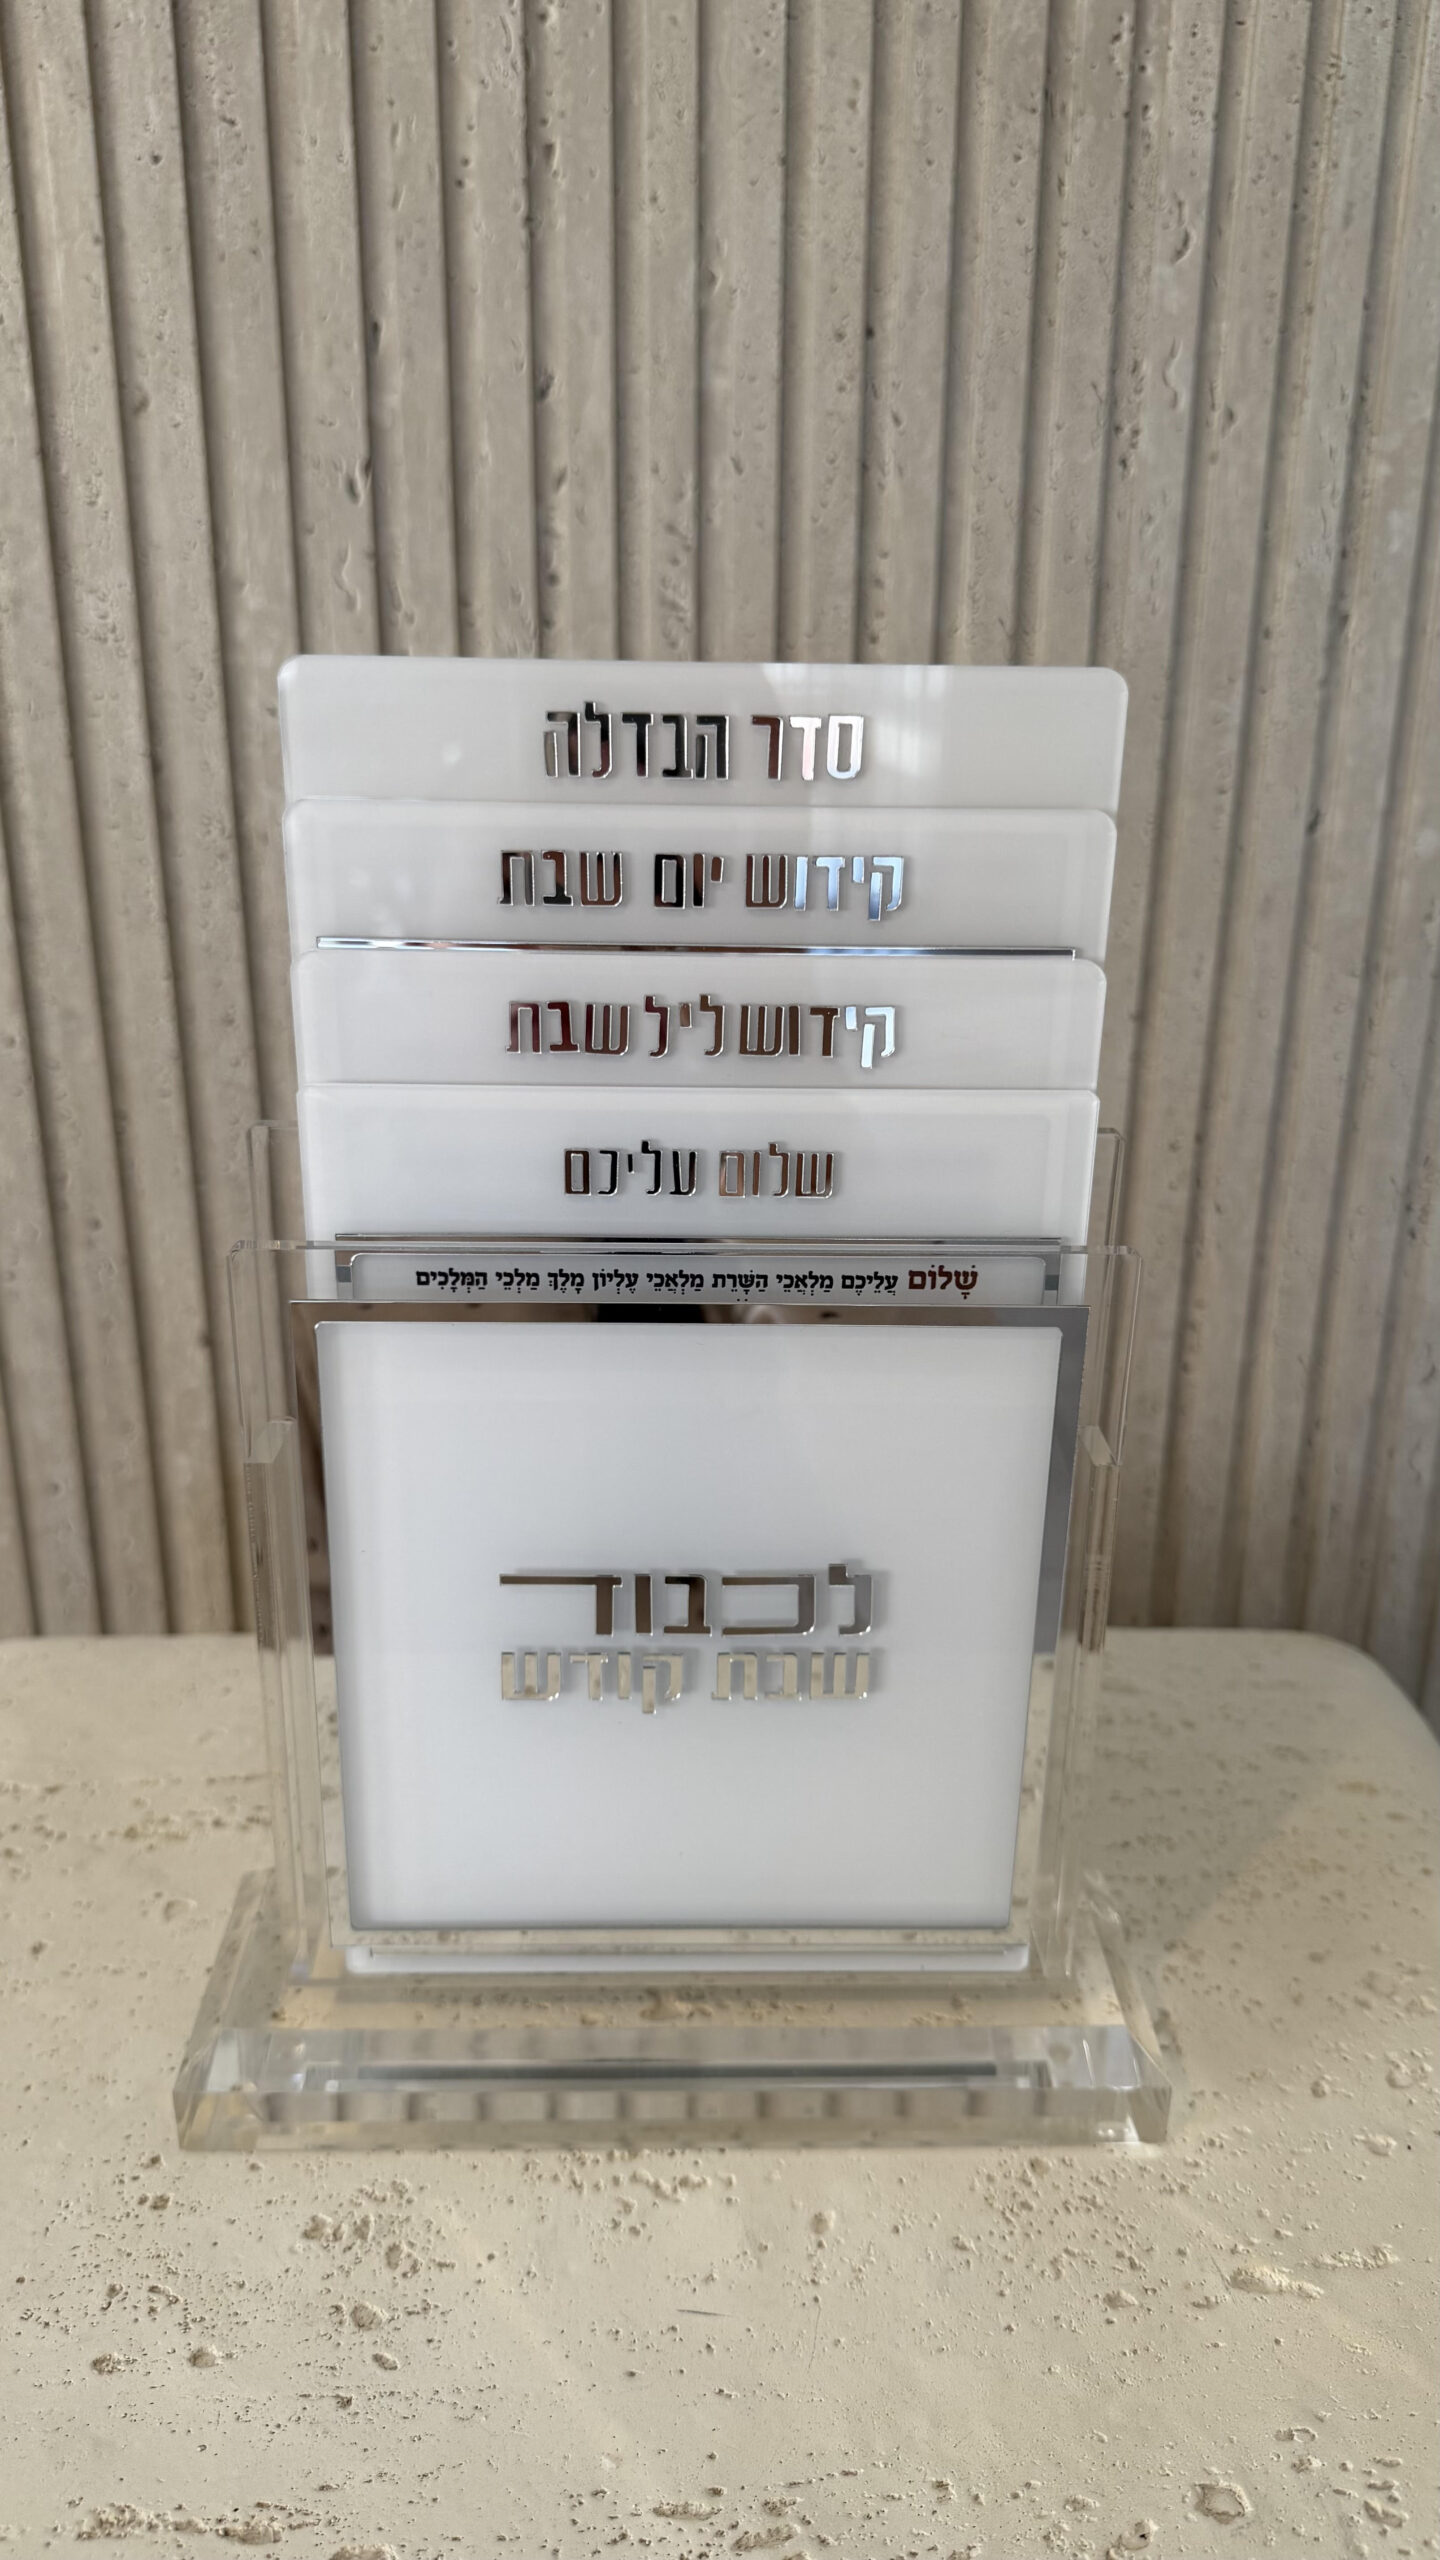 סדר הבדלה
קידוש יום שבת
קידוש ליל שבת
שלום עליכם
שָׁלוֹם עֲלֵיכֶם מַלְאֲכֵי הַשָּׁרֵת מַלְאֲכֵי עֶלְיוֹן מֶלֶךְ מַלְכֵי הַמְּלָכִים
לכבוד
שבת קודש